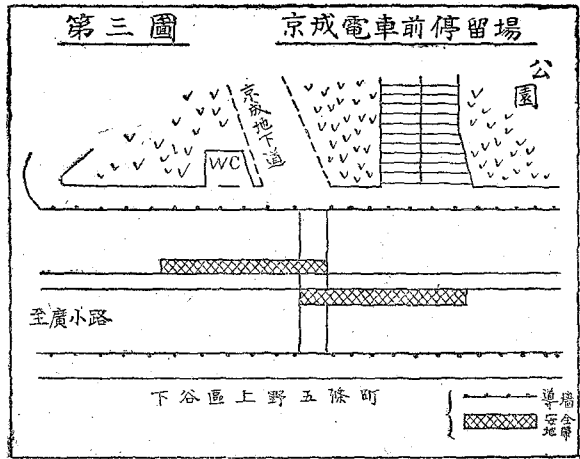 第三圖
京成電車前停留場
公園
京成地下道
WC
至廣小路
下谷區上野五條町
導墻
安全地帶